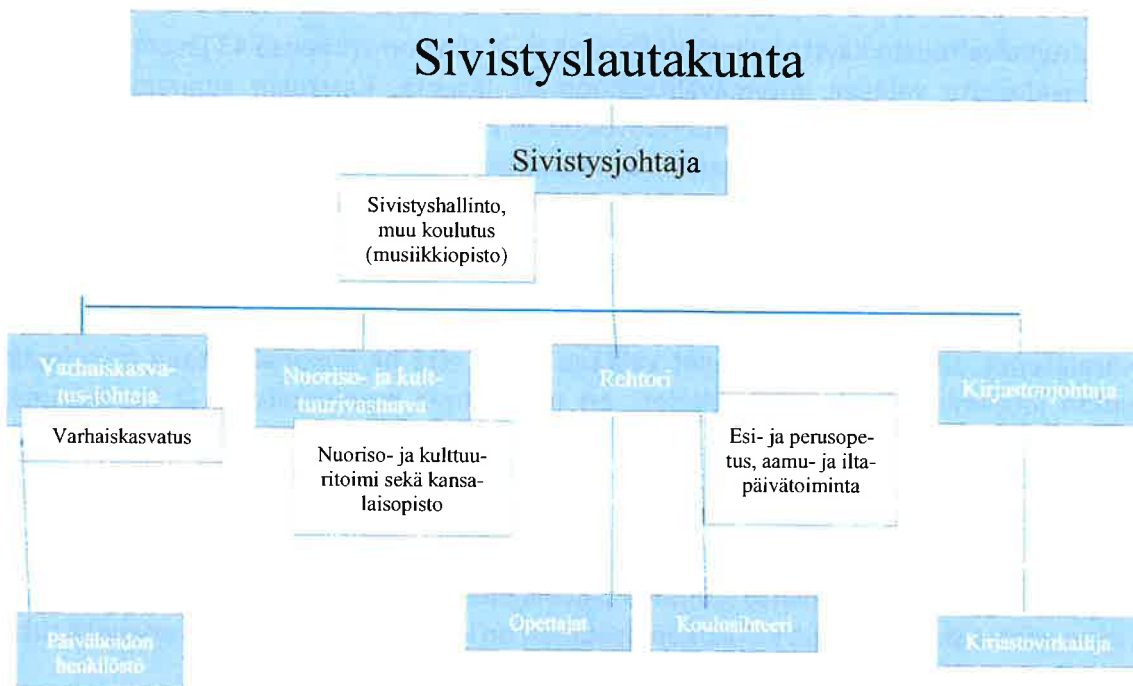 Sivistyslautakunta
Sivistysjohtaja
Sivistyshallinto,
muu koulutus
(musiikkiopisto)
Varhaiskasva-
tus-johtaja
Varhaiskasvatus
Nuoriso- ja kult-
tuurivastaava
Nuoriso- ja kulttuu-
ritoimi sekä kansa-
laisopisto
Rehtori
Esi- ja perusope-
tus, aamu- ja ilta-
päivätoiminta
Kirjastonjohtaja
Päivähoidon
henkilöstö
Opettajat
Koulusihteeri
Kirjastovirkailija